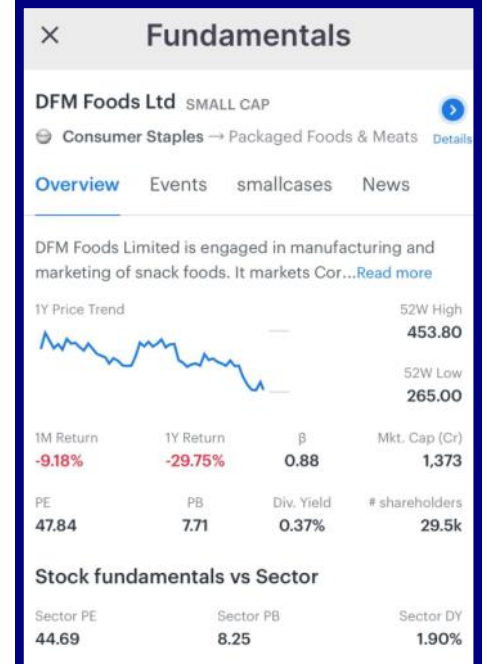 × Fundamentals
DFM Foods Ltd SMALL CAP
Consumer Staples → Packaged Foods & Meats Details
Overview Events smallcases News
DFM Foods Limited is engaged in manufacturing and
marketing of snack foods. It markets Cor...Read more
1Y Price Trend 52W High
453.80
52W Low
265.00
1M Return 1Y Return β Mkt. Cap (Cr)
-9.18% -29.75% 0.88 1,373
PE PB Div. Yield # shareholders
47.84 7.71 0.37% 29.5k
Stock fundamentals vs Sector
Sector PE Sector PB Sector DY
44.69 8.25 1.90%